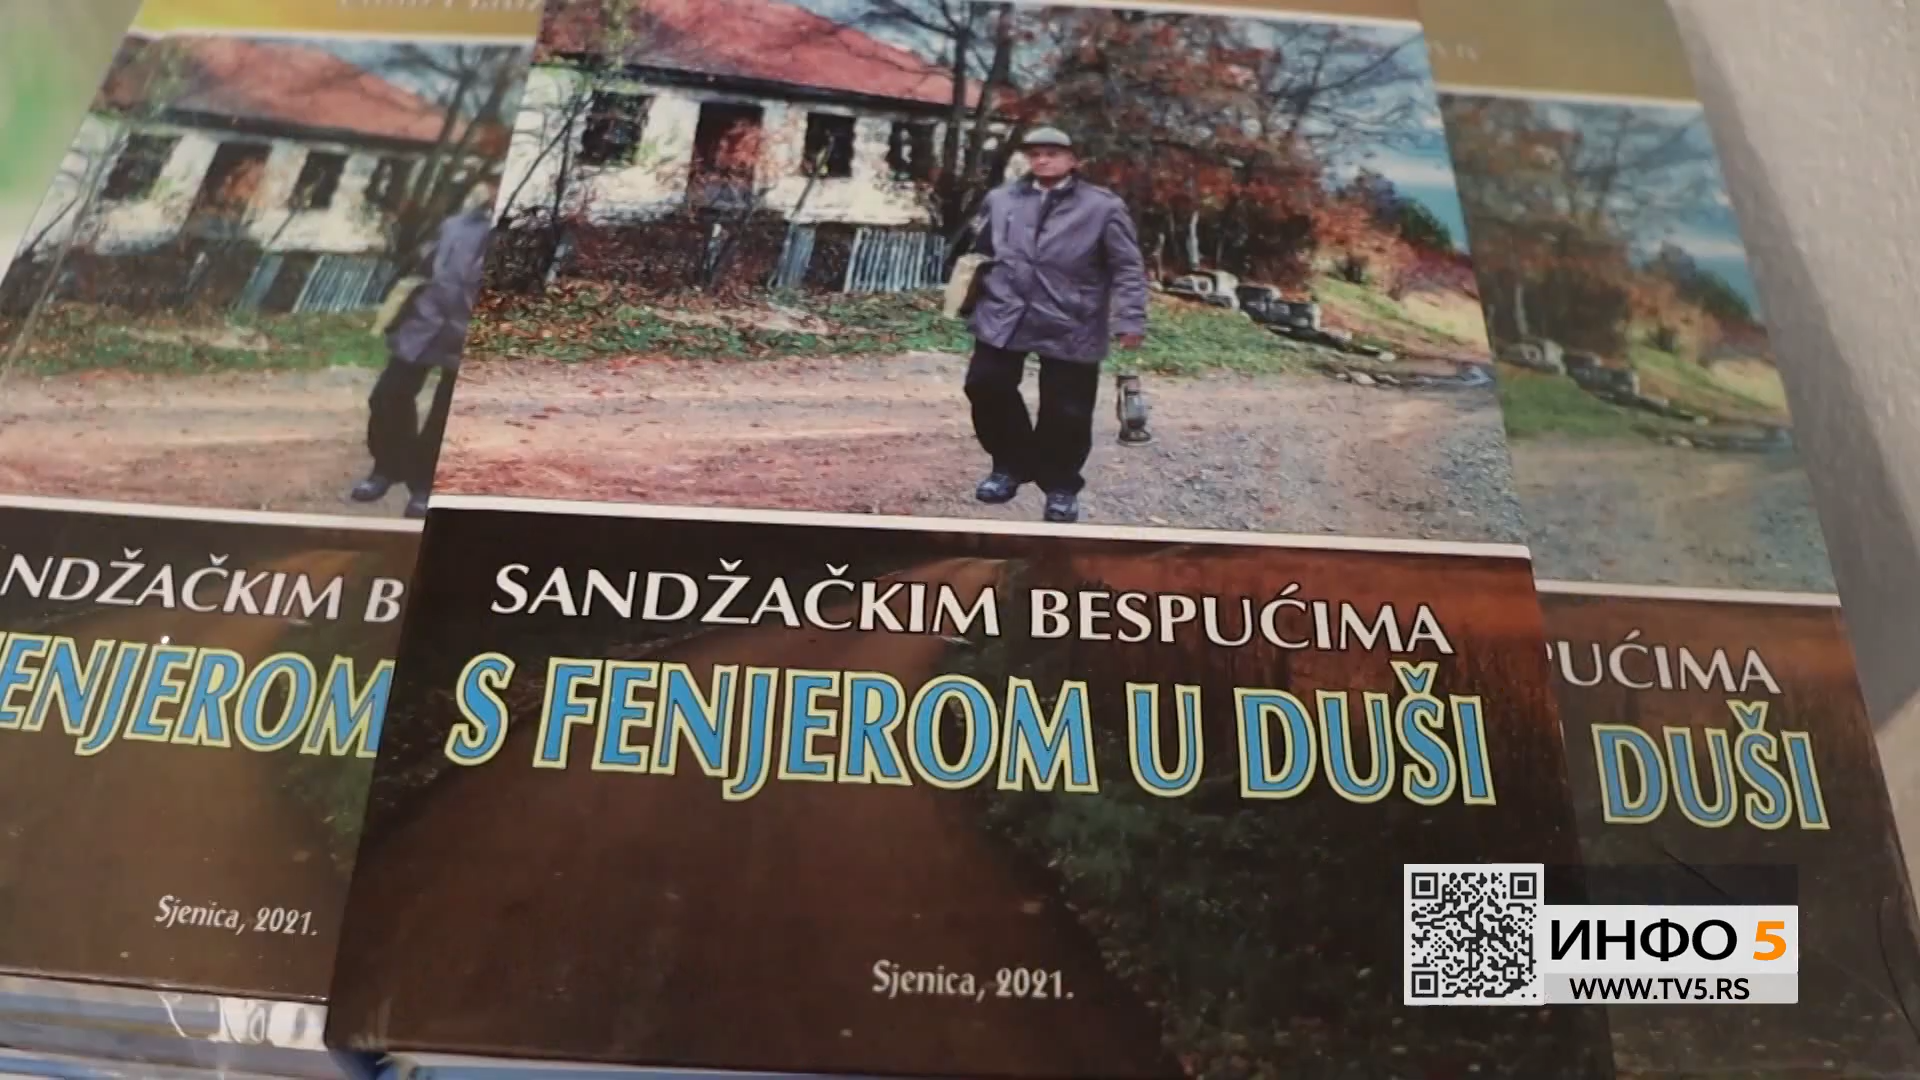 SANDŽAČKIM BESPUĆIMA
S FENJEROM U DUŠI
Sjenica, 2021.
NDŽAČKIM B
ENJEROM
Sjenica, 2021.
PUĆIMA
DUŠI
ИНФО 5
WWW.TV5.RS